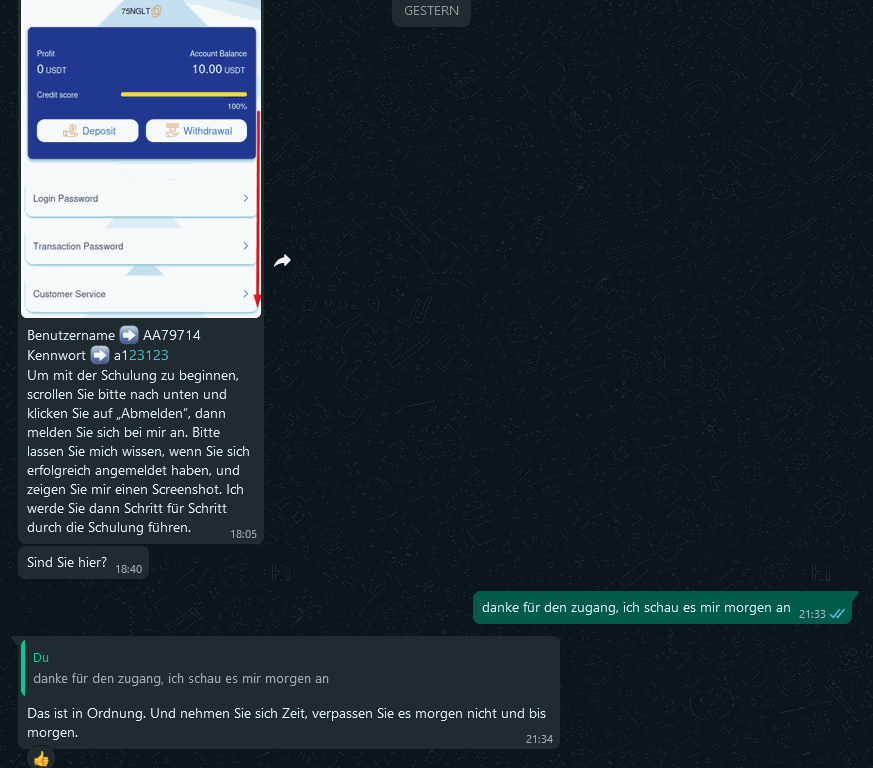 GESTERN
75NGLT
Profit
Account Balance
0 USDT
10.00 USDT
Credit score
100%
Deposit
Withdrawal
Login Password
Transaction Password
Customer Service
Benutzername ➡️ AA79714
Kennwort ➡️ a123123
Um mit der Schulung zu beginnen,
scrollen Sie bitte nach unten und
klicken Sie auf „Abmelden“, dann
melden Sie sich bei mir an. Bitte
lassen Sie mich wissen, wenn Sie sich
erfolgreich angemeldet haben, und
zeigen Sie mir einen Screenshot. Ich
werde Sie dann Schritt für Schritt
durch die Schulung führen.
18:05
Sind Sie hier?
18:40
danke für den zugang, ich schau es mir morgen an
21:33
Du
danke für den zugang, ich schau es mir morgen an
Das ist in Ordnung. Und nehmen Sie sich Zeit, verpassen Sie es morgen nicht und bis
morgen.
21:34